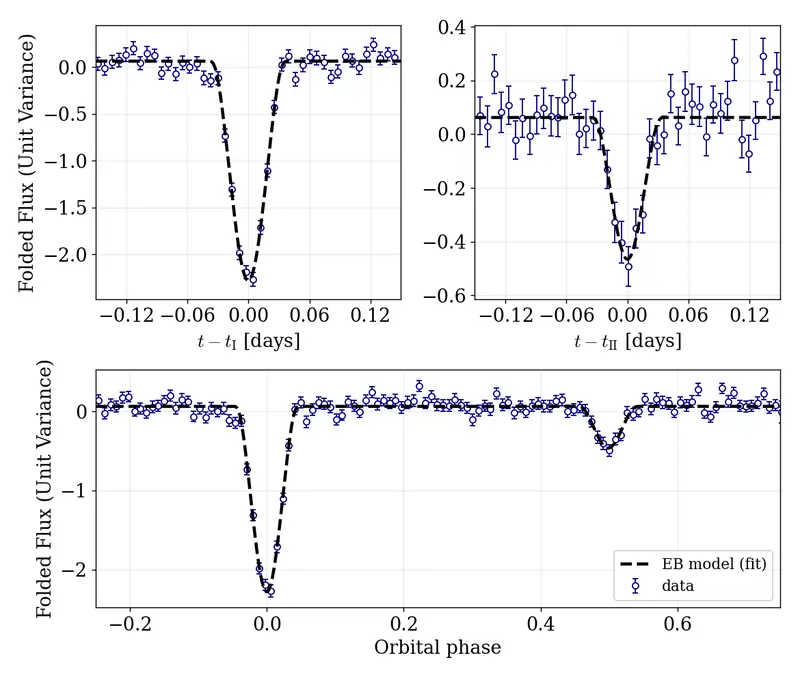 Folded Flux (Unit Variance)
0.0
−0.5
−1.0
−1.5
−2.0
−0.12 −0.06 0.00 0.06 0.12
t − tI [days]
0.4
0.2
0.0
−0.2
−0.4
−0.6
−0.12 −0.06 0.00 0.06 0.12
t − tII [days]
Folded Flux (Unit Variance)
0
−1
−2
−0.2 0.0 0.2 0.4 0.6
Orbital phase
EB model (fit)
data